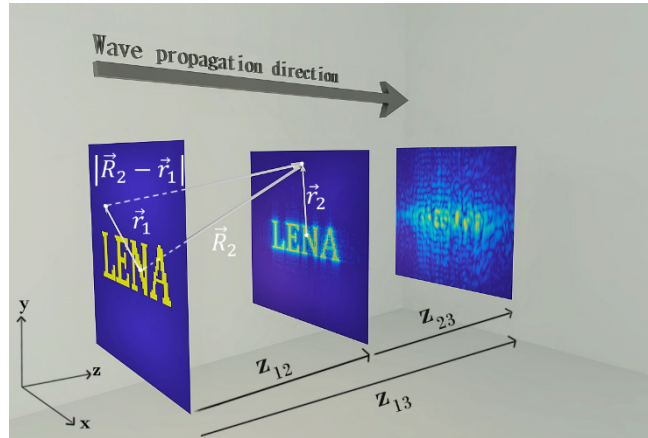 Wave propagation direction
|R⃗₂ − r⃗₁|
r⃗₁
R⃗₂
r⃗₂
LENA
LENA
y
z
x
z₁₂
z₂₃
z₁₃